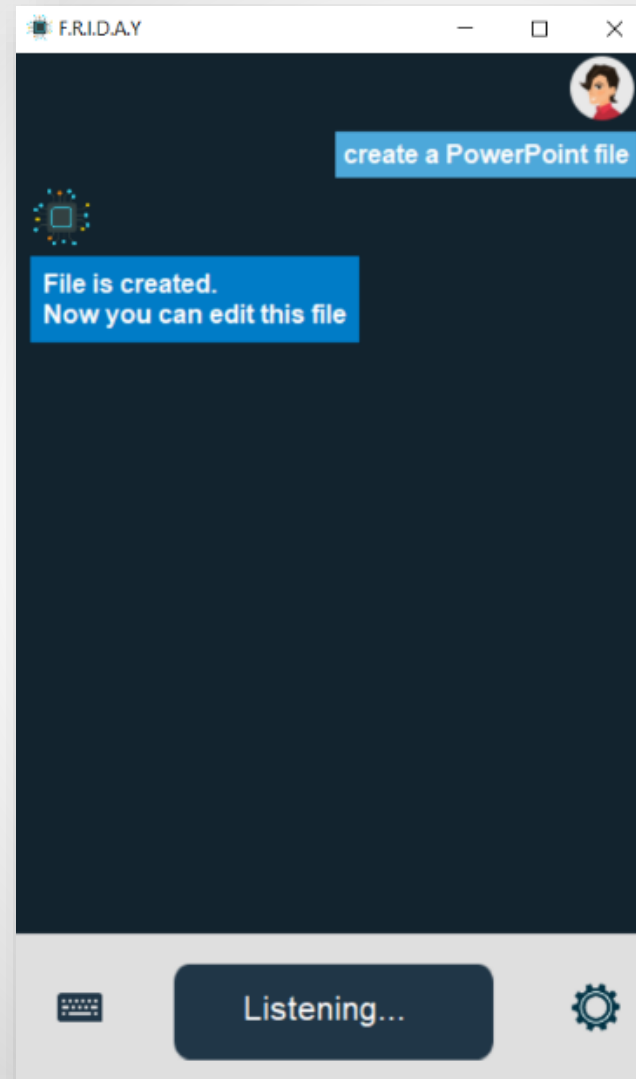 F.R.I.D.A.Y
create a PowerPoint file
File is created.
Now you can edit this file
Listening...